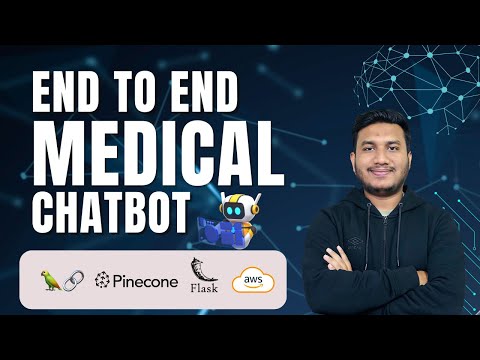 END TO END
MEDICAL
CHATBOT
Pinecone
Flask
aws